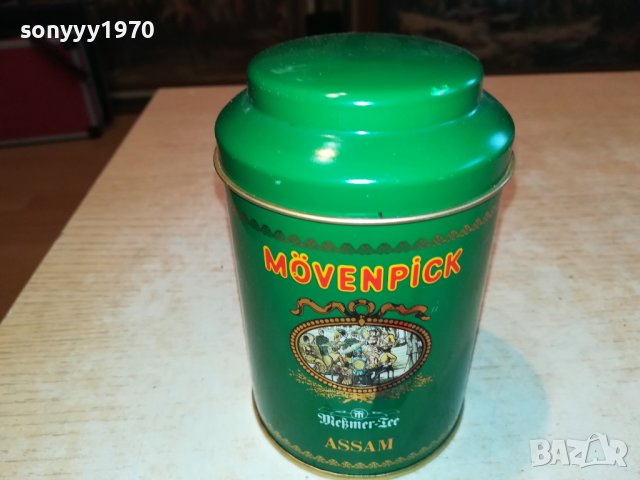 sonyyy1970
MÖVENPiCK
Meßmer-Tee
ASSAM
BAZAR